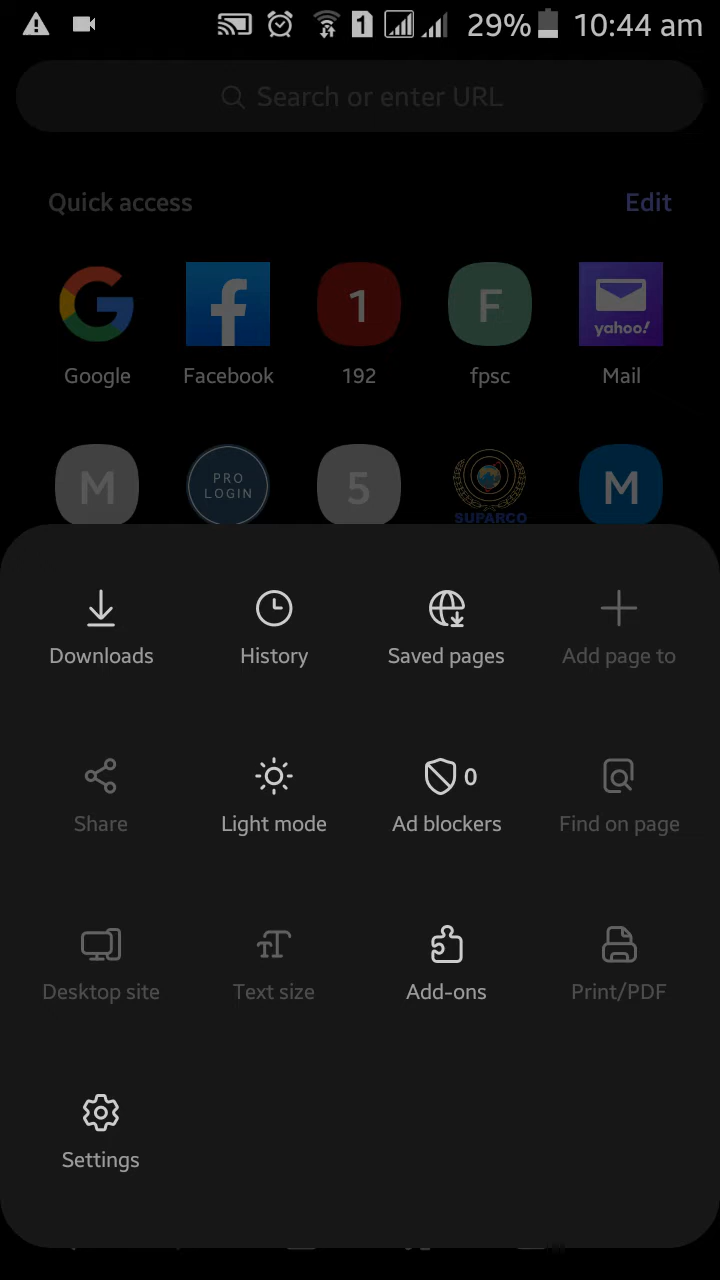 1 29% 10:44 am
Search or enter URL
Quick access Edit
1 F yahoo!
Google Facebook 192 fpsc Mail
M PRO LOGIN 5 SUPARCO M
Downloads History Saved pages Add page to
0
Share Light mode Ad blockers Find on page
Desktop site Text size Add-ons Print/PDF
Settings